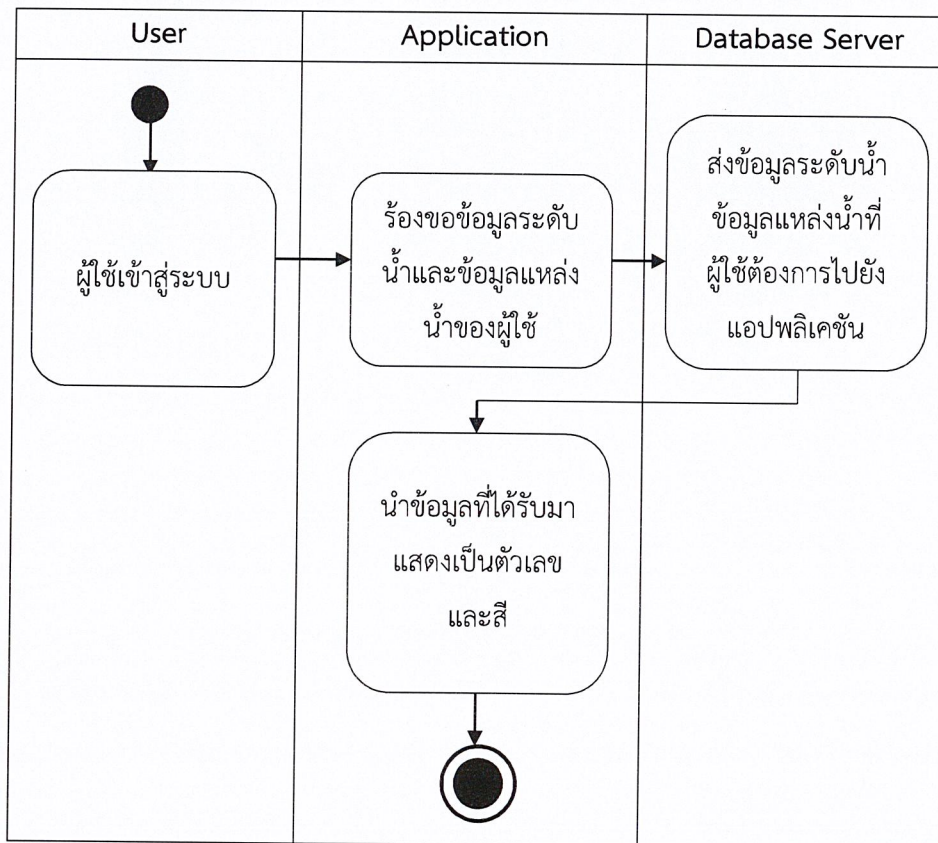 User
Application
Database Server
ผู้ใช้เข้าสู่ระบบ
ร้องขอข้อมูลระดับ
น้ำและข้อมูลแหล่ง
น้ำของผู้ใช้
ส่งข้อมูลระดับน้ำ
ข้อมูลแหล่งน้ำที่
ผู้ใช้ต้องการไปยัง
แอปพลิเคชัน
นำข้อมูลที่ได้รับมา
แสดงเป็นตัวเลข
และสี